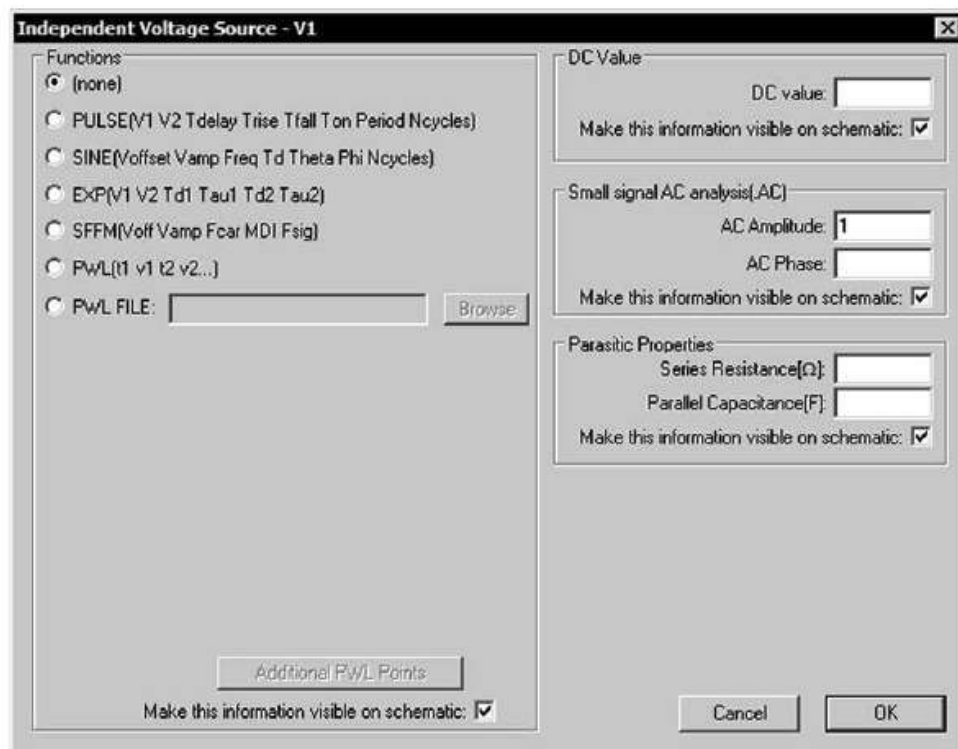 Independent Voltage Source - V1
Functions
(none)
PULSE(V1 V2 Tdelay Trise Tfall Ton Period Ncycles)
SINE(Voffset Vamp Freq Td Theta Phi Ncycles)
EXP(V1 V2 Td1 Tau1 Td2 Tau2)
SFFM(Voff Vamp Fcar MDI Fsig)
PWL(t1 v1 t2 v2...)
PWL FILE:
Browse
Additional PWL Points
Make this information visible on schematic:
DC Value
DC value:
Make this information visible on schematic:
Small signal AC analysis(.AC)
AC Amplitude: 1
AC Phase:
Make this information visible on schematic:
Parasitic Properties
Series Resistance[Ω]:
Parallel Capacitance[F]:
Make this information visible on schematic:
Cancel
OK